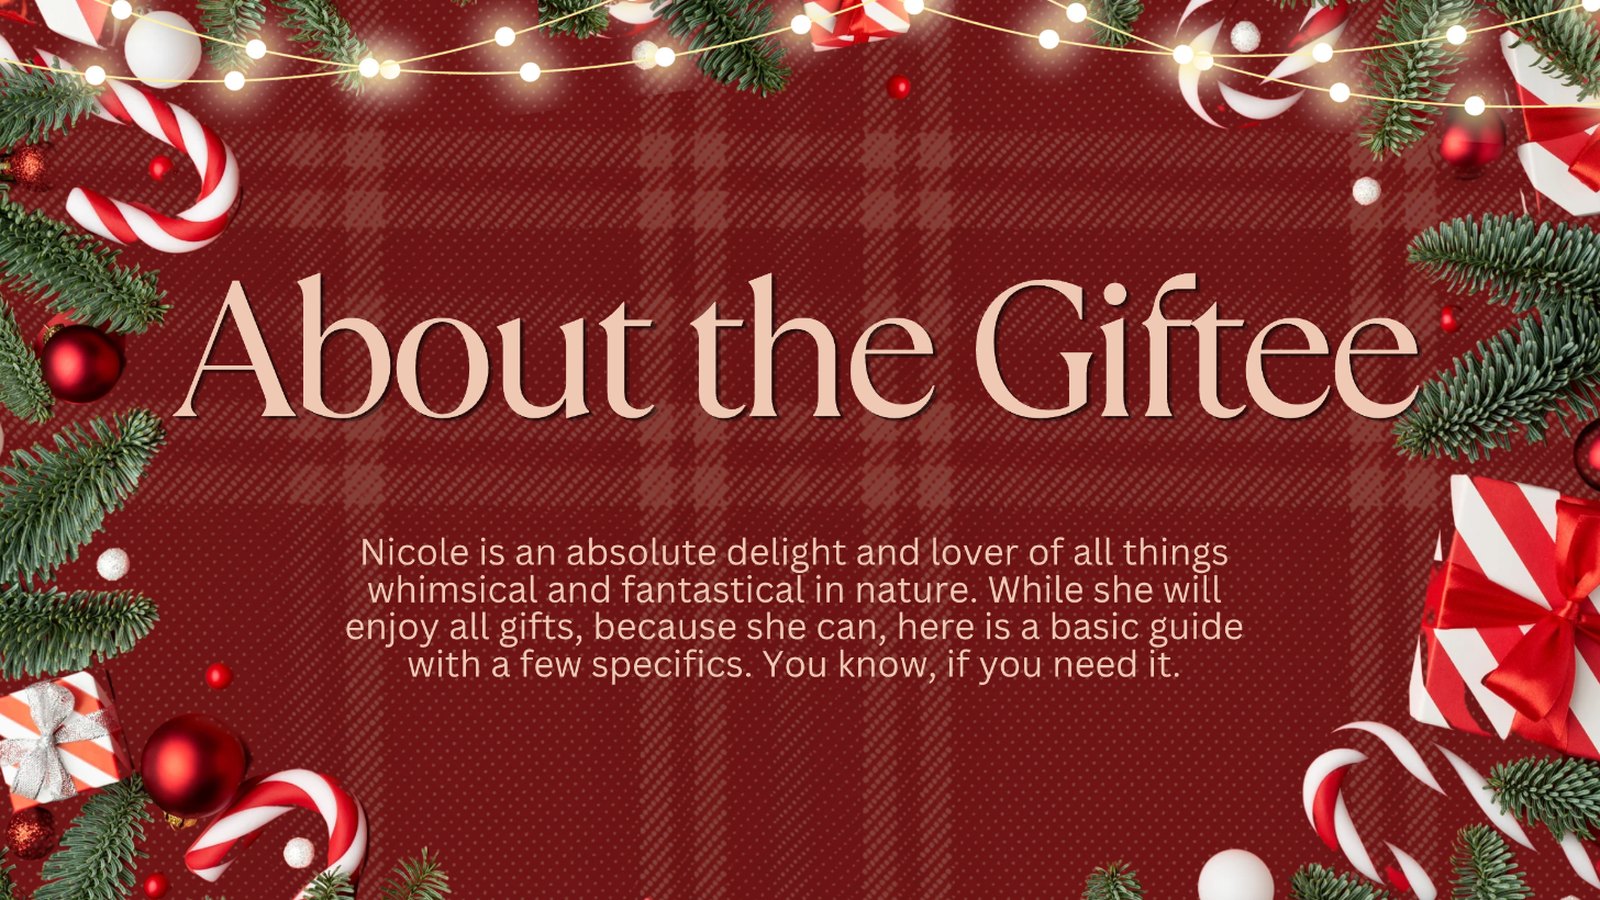 About the Giftee
Nicole is an absolute delight and lover of all things
whimsical and fantastical in nature. While she will
enjoy all gifts, because she can, here is a basic guide
with a few specifics. You know, if you need it.